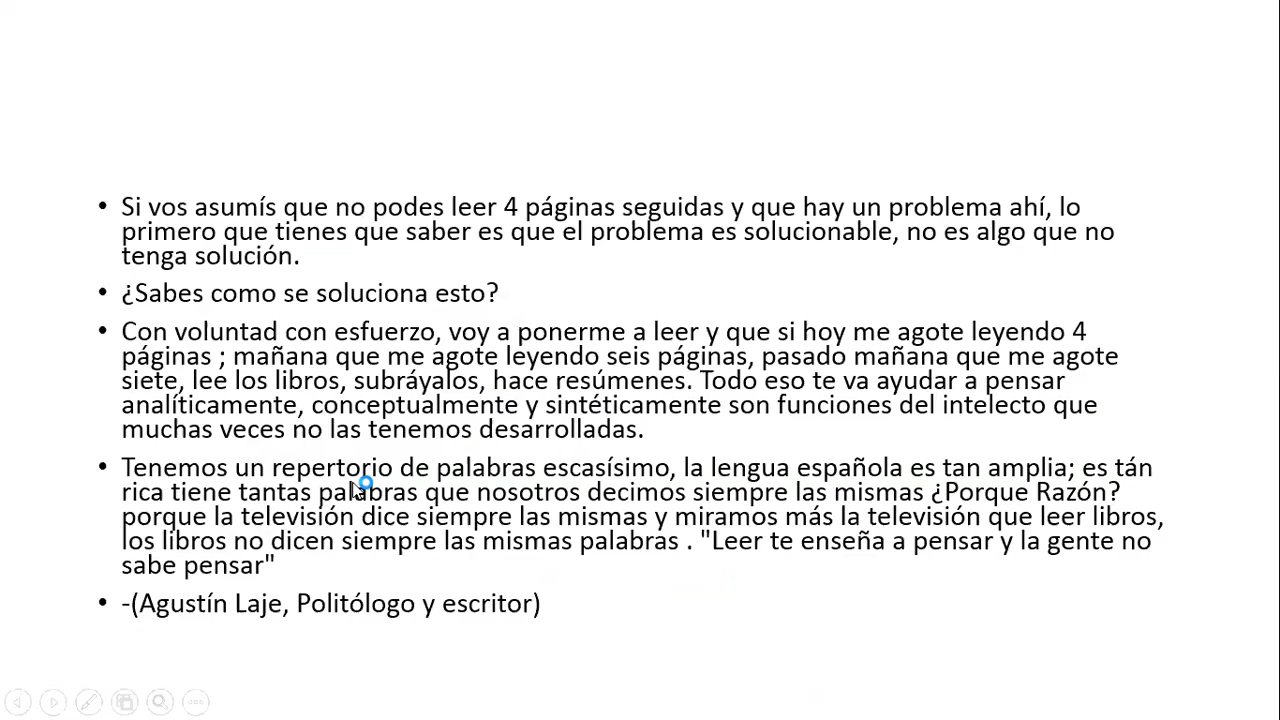 • Si vos asumís que no podes leer 4 páginas seguidas y que hay un problema ahí, lo
primero que tienes que saber es que el problema es solucionable, no es algo que no
tenga solución.
• ¿Sabes como se soluciona esto?
• Con voluntad con esfuerzo, voy a ponerme a leer y que si hoy me agote leyendo 4
páginas ; mañana que me agote leyendo seis páginas, pasado mañana que me agote
siete, lee los libros, subráyalos, hace resúmenes. Todo eso te va ayudar a pensar
analíticamente, conceptualmente y sintéticamente son funciones del intelecto que
muchas veces no las tenemos desarrolladas.
• Tenemos un repertorio de palabras escasísimo, la lengua española es tan amplia; es tán
rica tiene tantas palabras que nosotros decimos siempre las mismas ¿Porque Razón?
porque la televisión dice siempre las mismas y miramos más la televisión que leer libros,
los libros no dicen siempre las mismas palabras . "Leer te enseña a pensar y la gente no
sabe pensar"
• -(Agustín Laje, Politólogo y escritor)